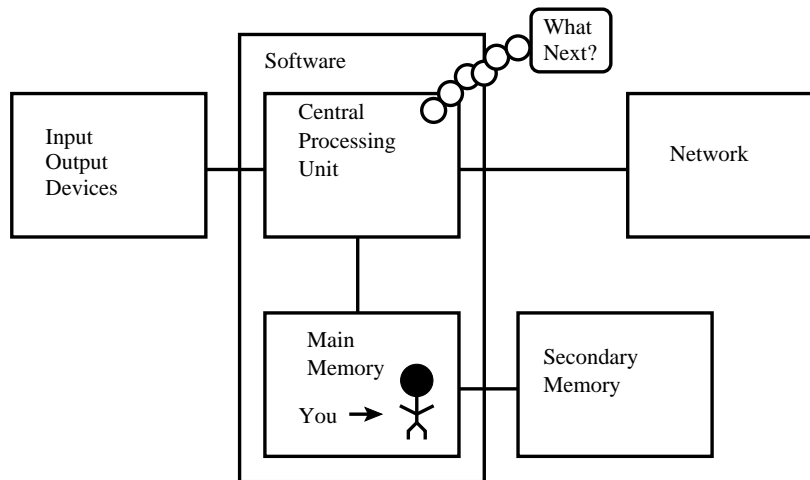 What
Next?
Software
Central
Processing
Unit
Input
Output
Devices
Network
Main
Memory
You
Secondary
Memory